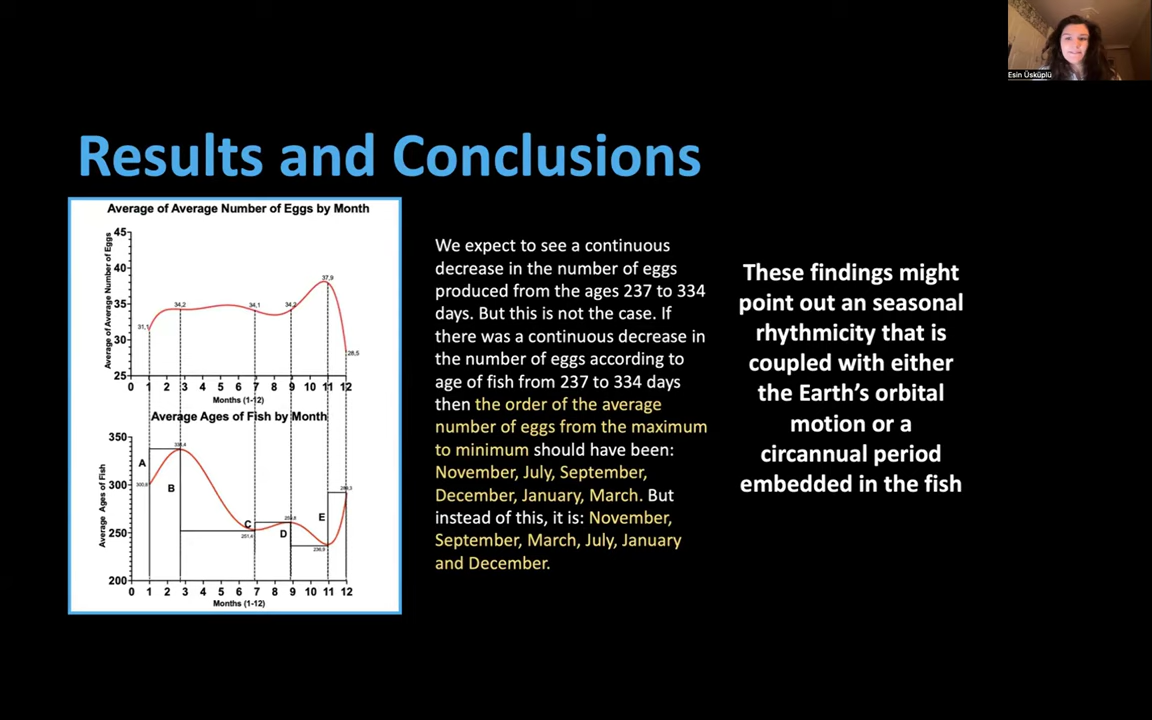 Esin Üsküplü
Results and Conclusions
Average of Average Number of Eggs by Month
Average of Average Number of Eggs
45
40
35
30
25
31,1
34,2
34,1
34,2
37,9
28,5
0 1 2 3 4 5 6 7 8 9 10 11 12
Months (1-12)
Average Ages of Fish by Month
Average Ages of Fish
350
300
250
200
A
B
C
D
E
300,9
251,4
0 1 2 3 4 5 6 7 8 9 10 11 12
Months (1-12)
We expect to see a continuous
decrease in the number of eggs
produced from the ages 237 to 334
days. But this is not the case. If
there was a continuous decrease in
the number of eggs according to
age of fish from 237 to 334 days
then the order of the average
number of eggs from the maximum
to minimum should have been:
November, July, September,
December, January, March. But
instead of this, it is: November,
September, March, July, January
and December.
These findings might
point out an seasonal
rhythmicity that is
coupled with either
the Earth's orbital
motion or a
circannual period
embedded in the fish